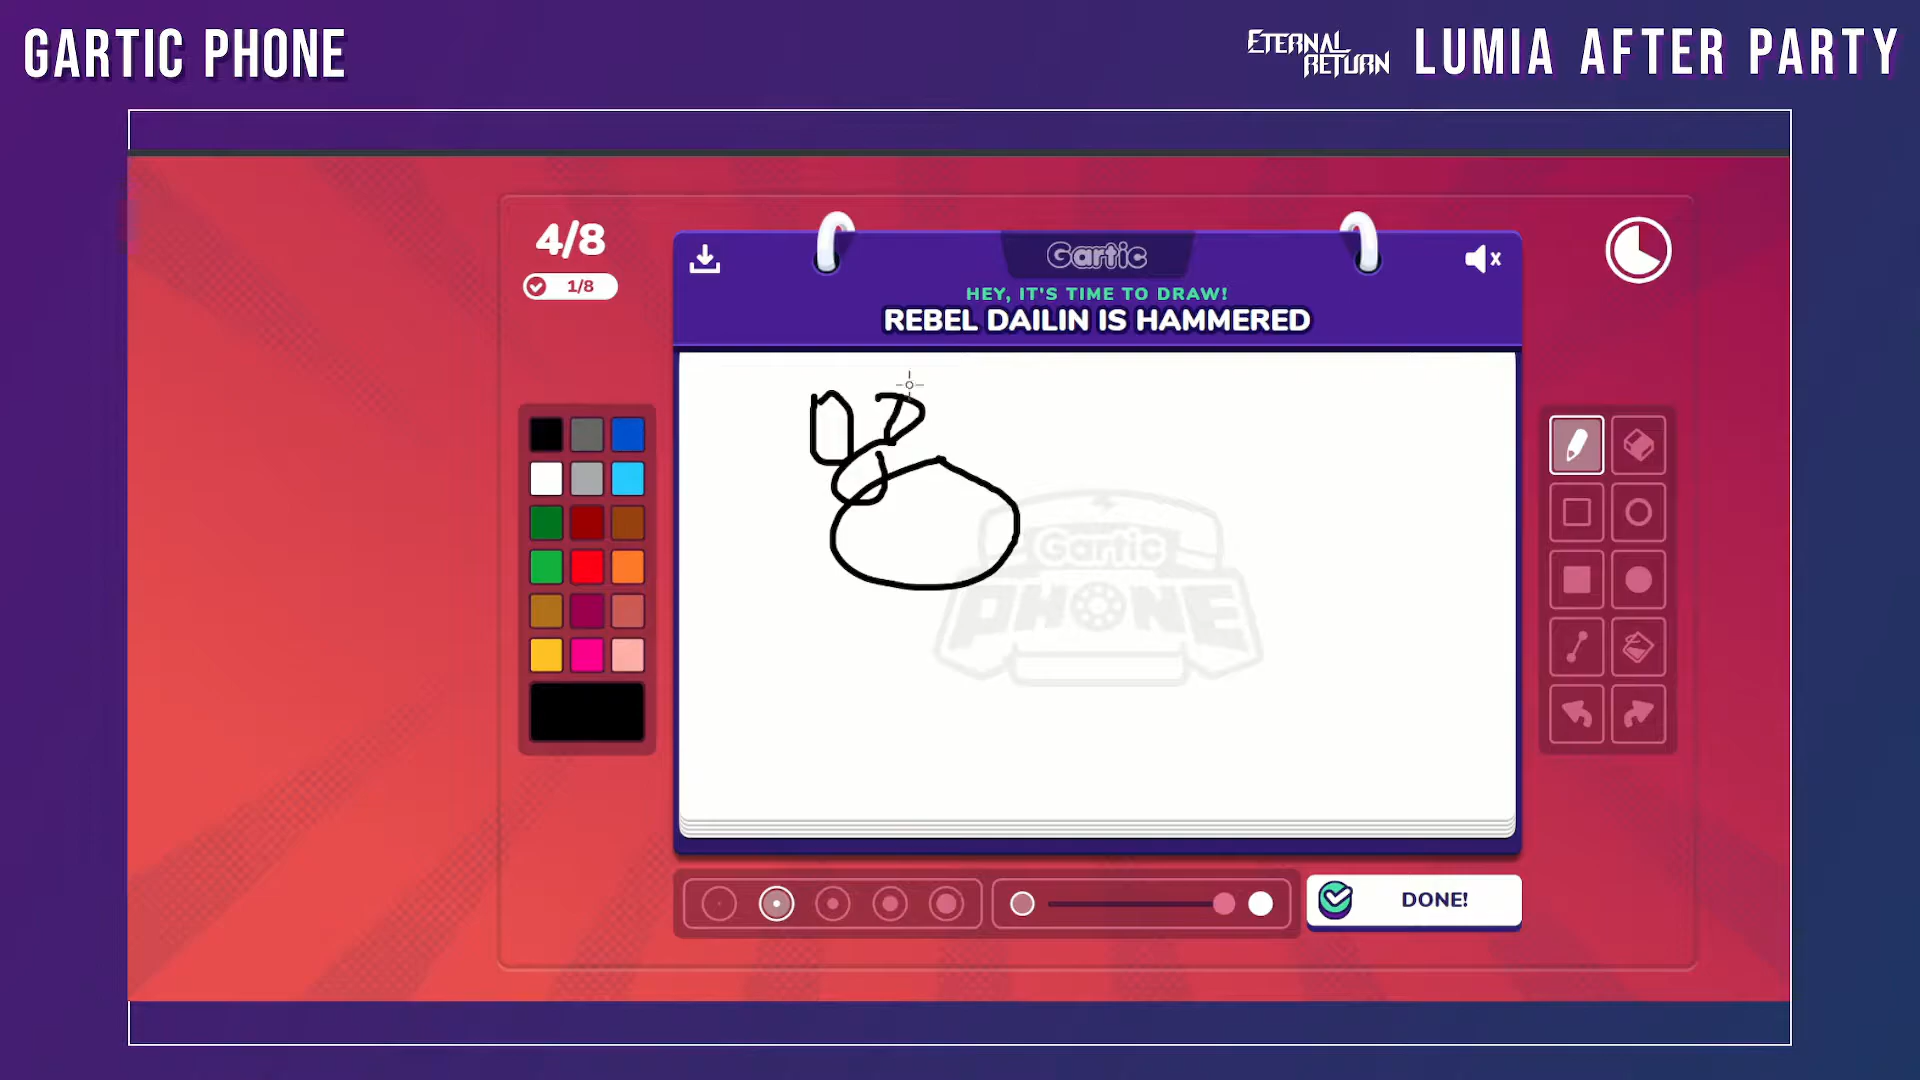 GARTIC PHONE
ETERNAL RETURN
LUMIA AFTER PARTY
4/8
1/8
Gartic
HEY, IT'S TIME TO DRAW!
REBEL DAILIN IS HAMMERED
Gartic
PHONE
DONE!